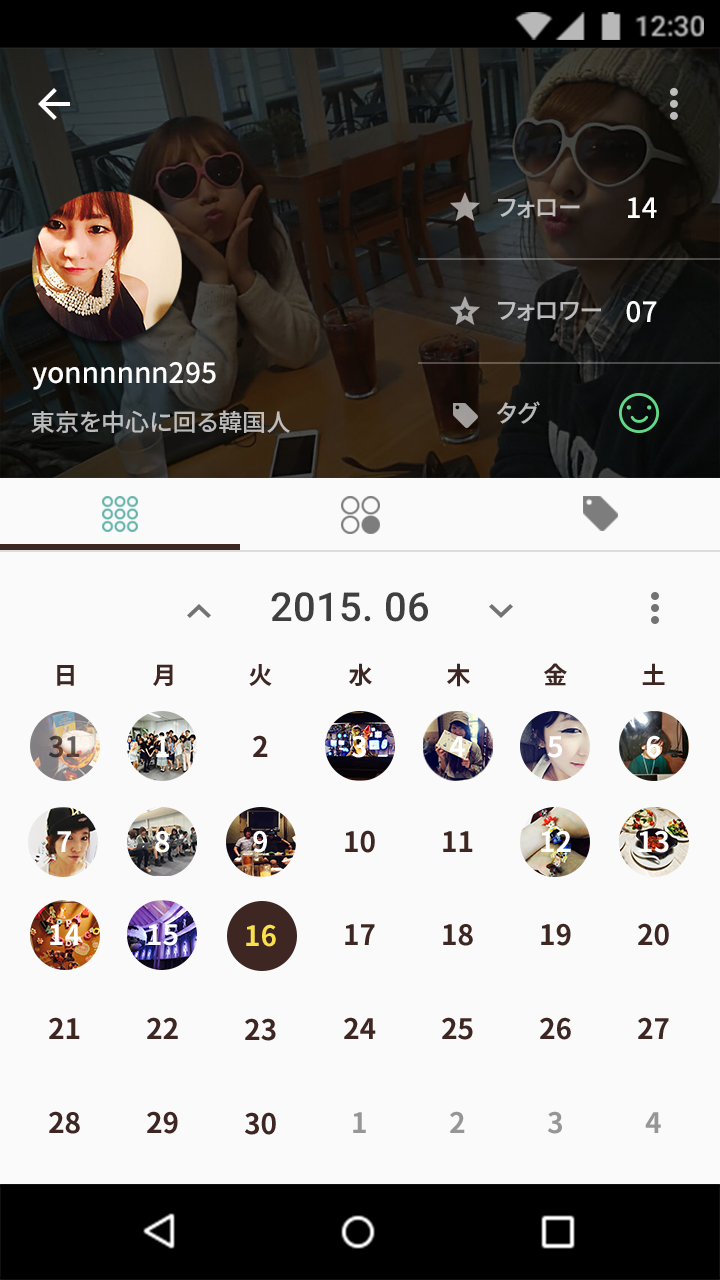 12:30
フォロー 14
フォロワー 07
yonnnnnn295
東京を中心に回る韓国人
タグ
2015. 06
日 月 火 水 木 金 土
31 1 2 3 4 5 6
7 8 9 10 11 12 13
14 15 16 17 18 19 20
21 22 23 24 25 26 27
28 29 30 1 2 3 4